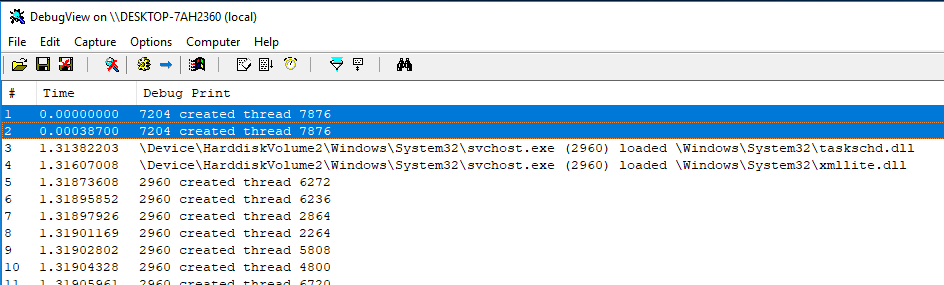 DebugView on \\DESKTOP-7AH2360 (local)
File Edit Capture Options Computer Help
# Time Debug Print
1 0.00000000 7204 created thread 7876
2 0.00038700 7204 created thread 7876
3 1.31382203 \Device\HarddiskVolume2\Windows\System32\svchost.exe (2960) loaded \Windows\System32\taskschd.dll
4 1.31607008 \Device\HarddiskVolume2\Windows\System32\svchost.exe (2960) loaded \Windows\System32\xmllite.dll
5 1.31873608 2960 created thread 6272
6 1.31895852 2960 created thread 6236
7 1.31897926 2960 created thread 2864
8 1.31901169 2960 created thread 2264
9 1.31902802 2960 created thread 5808
10 1.31904328 2960 created thread 4800
11 1.31905961 2960 created thread 6720